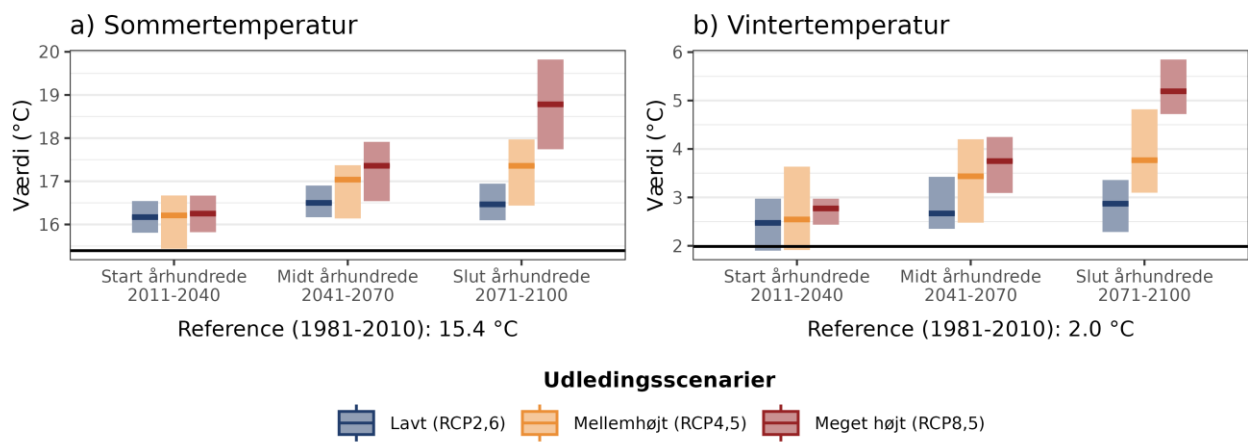 a) Sommertemperatur
20
19
18
17
16
Værdi (°C)
Start århundrede
2011-2040
Midt århundrede
2041-2070
Slut århundrede
2071-2100
Reference (1981-2010): 15.4 °C
b) Vintertemperatur
6
5
4
3
2
Værdi (°C)
Start århundrede
2011-2040
Midt århundrede
2041-2070
Slut århundrede
2071-2100
Reference (1981-2010): 2.0 °C
Udledingsscenarier
Lavt (RCP2,6)
Mellemhøjt (RCP4,5)
Meget højt (RCP8,5)